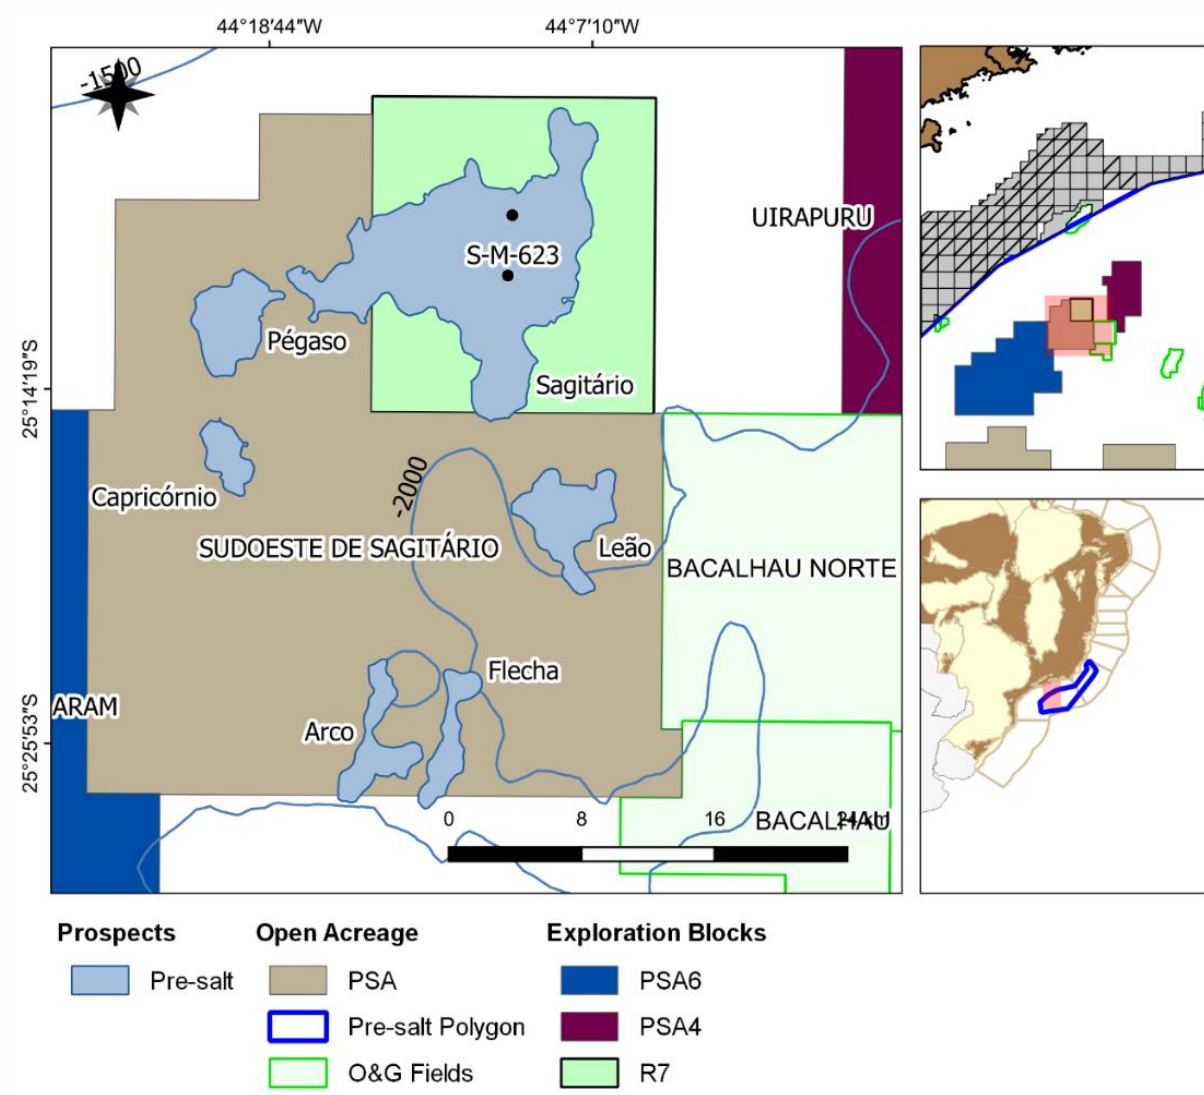 44°18'44"W 44°7'10"W
-1500
UIRAPURU
S-M-623
Pégaso
25°14'19"S
Sagitário
-2000
Capricórnio
SUDOESTE DE SAGITÁRIO
Leão
BACALHAU NORTE
Flecha
ARAM
Arco
25°25'53"S
0 8 16 24 km
BACALHAU
Prospects Open Acreage Exploration Blocks
Pre-salt PSA PSA6
Pre-salt Polygon PSA4
O&G Fields R7